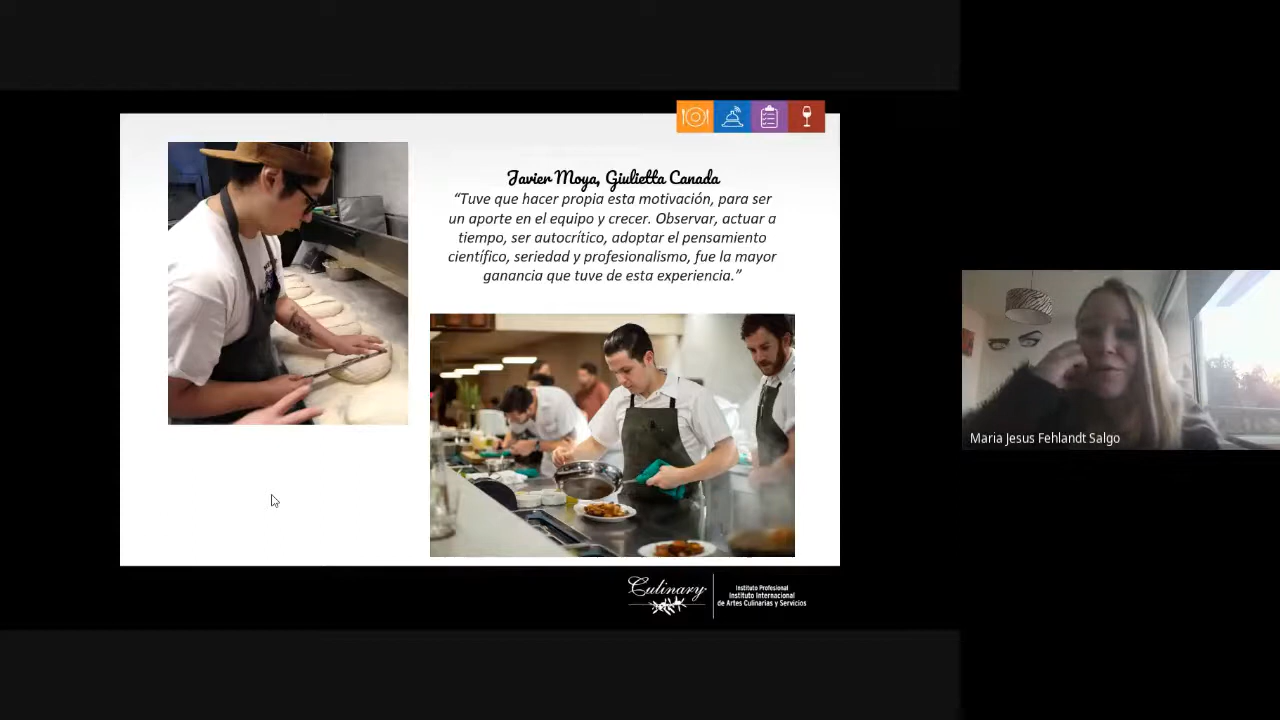 Javier Moya, Giulietta Canada
“Tuve que hacer propia esta motivación, para ser
un aporte en el equipo y crecer. Observar, actuar a
tiempo, ser autocrítico, adoptar el pensamiento
científico, seriedad y profesionalismo, fue la mayor
ganancia que tuve de esta experiencia.”
Maria Jesus Fehlandt Salgo
Culinary
Instituto Profesional
Instituto Internacional
de Artes Culinarias y Servicios